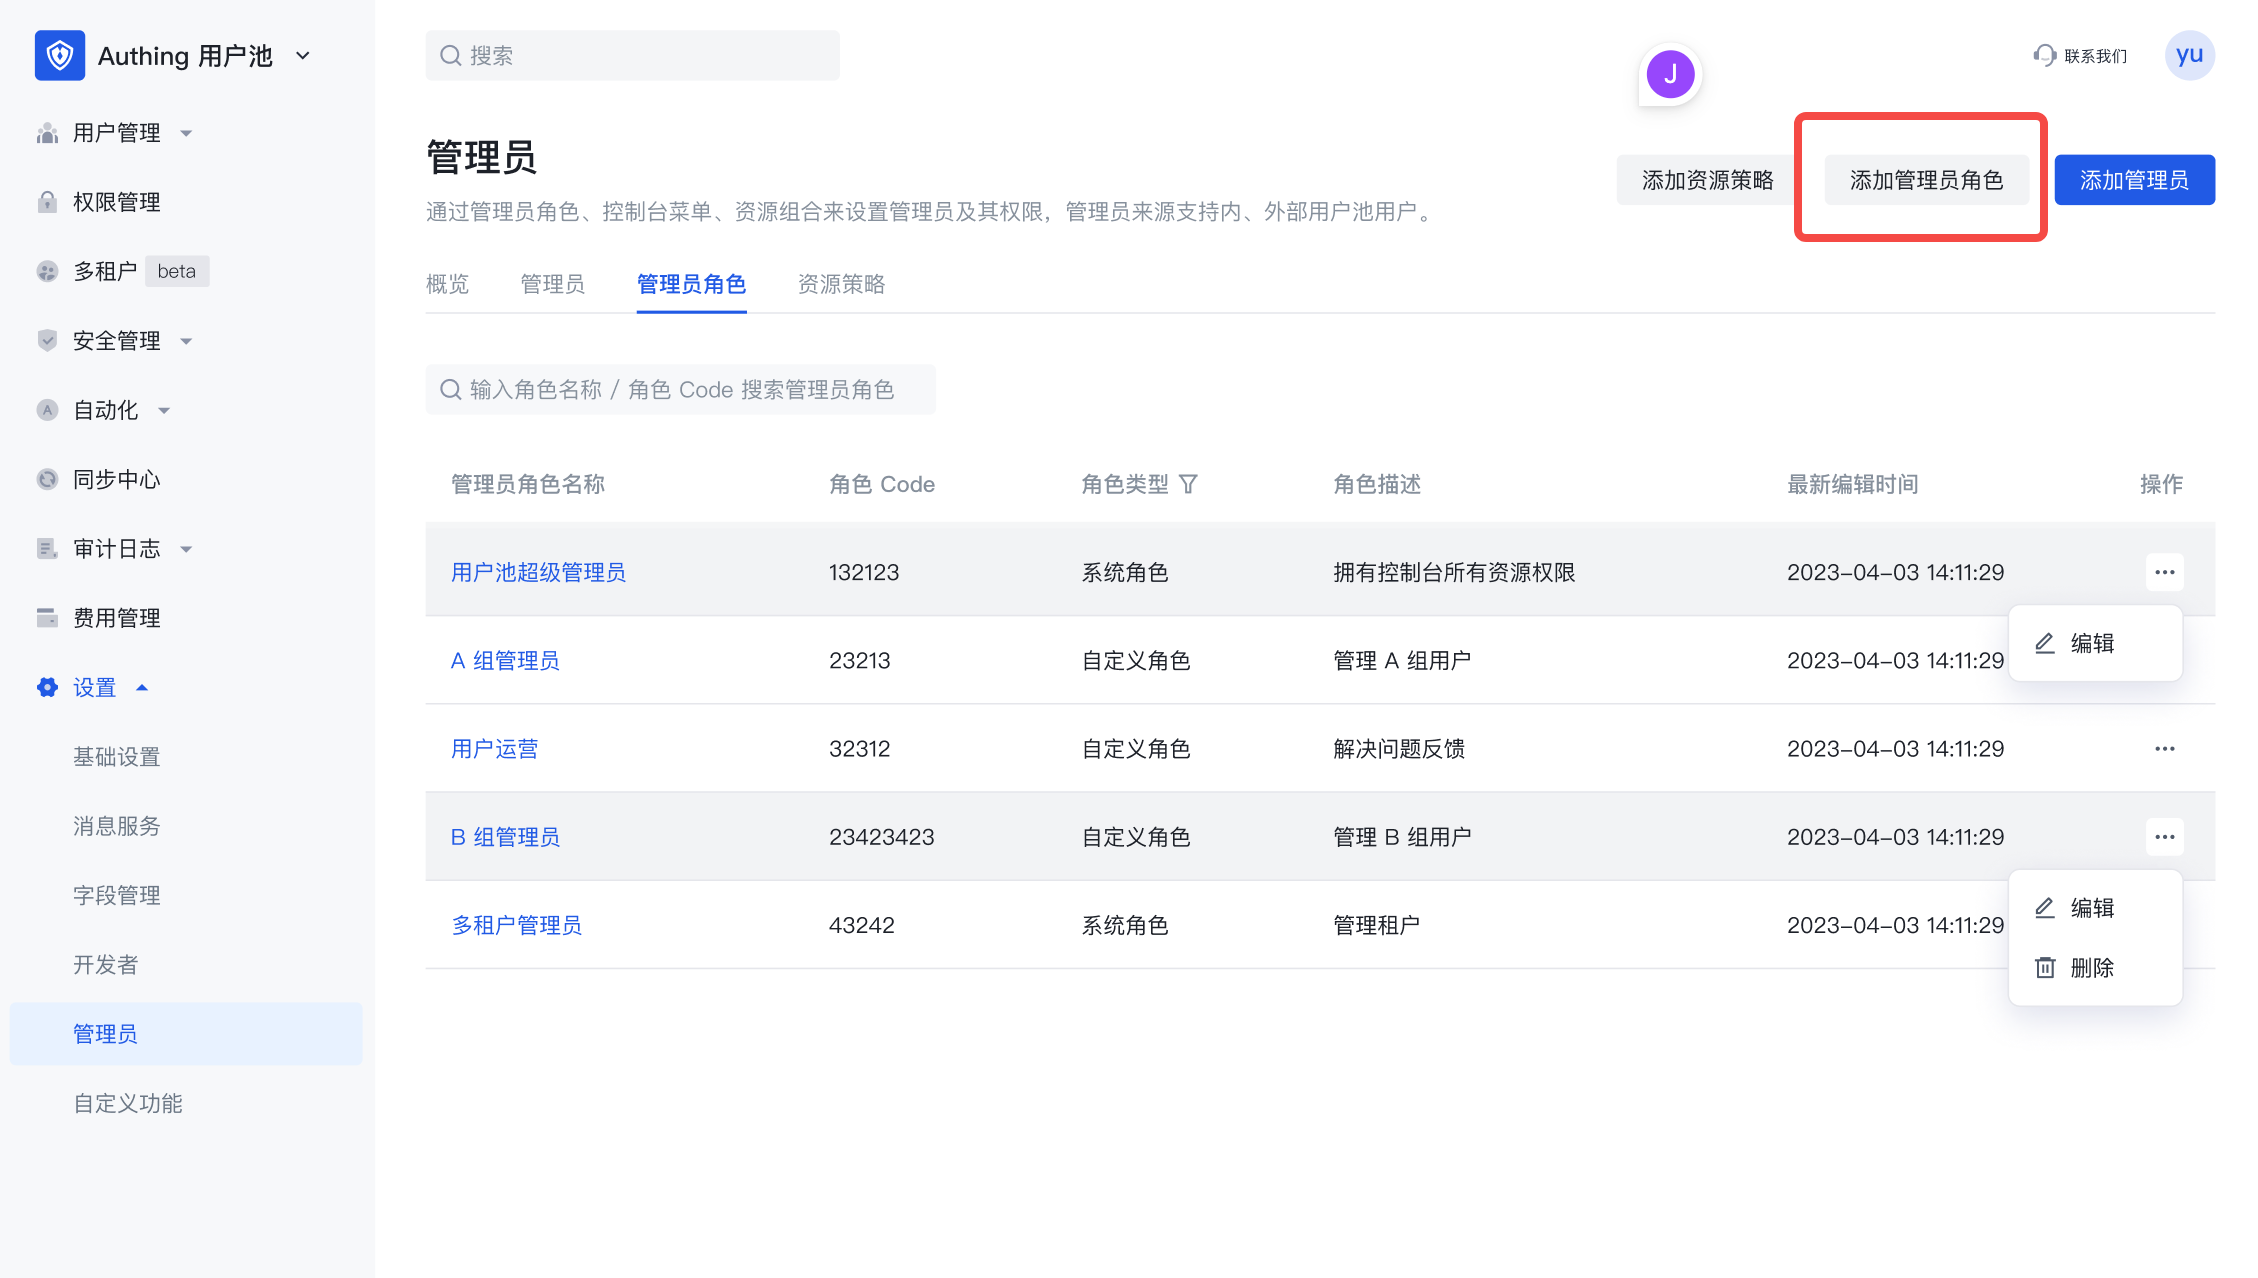 Authing 用户池
搜索
J
联系我们
yu
用户管理
权限管理
多租户 beta
安全管理
A 自动化
同步中心
审计日志
费用管理
设置
基础设置
消息服务
字段管理
开发者
管理员
自定义功能
管理员
添加资源策略
添加管理员角色
添加管理员
通过管理员角色、控制台菜单、资源组合来设置管理员及其权限，管理员来源支持内、外部用户池用户。
概览 管理员 管理员角色 资源策略
输入角色名称 / 角色 Code 搜索管理员角色
管理员角色名称 角色 Code 角色类型 角色描述 最新编辑时间 操作
用户池超级管理员 132123 系统角色 拥有控制台所有资源权限 2023-04-03 14:11:29
编辑
A 组管理员 23213 自定义角色 管理 A 组用户 2023-04-03 14:11:29
用户运营 32312 自定义角色 解决问题反馈 2023-04-03 14:11:29
B 组管理员 23423423 自定义角色 管理 B 组用户 2023-04-03 14:11:29
编辑
多租户管理员 43242 系统角色 管理租户 2023-04-03 14:11:29
删除